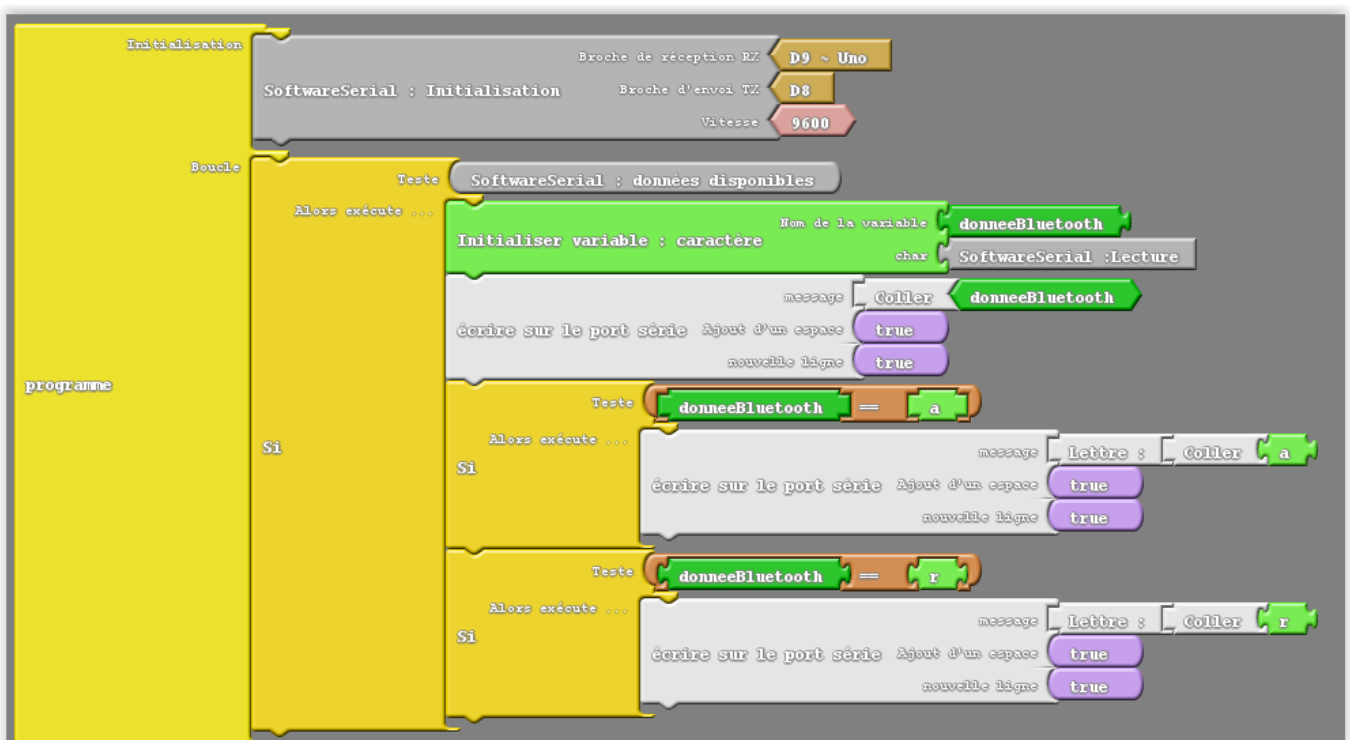 programme
Initialisation
SoftwareSerial : Initialisation
Broche de réception RX D9 ~ Uno
Broche d'envoi TX D8
Vitesse 9600
Boucle
Si
Teste SoftwareSerial : données disponibles
Alors exécute ...
Initialiser variable : caractère
Nom de la variable donneeBluetooth
char SoftwareSerial :Lecture
écrire sur le port série
message Coller donneeBluetooth
Ajout d'un espace true
nouvelle ligne true
Si
Teste donneeBluetooth == a
Alors exécute ...
écrire sur le port série
message Lettre : Coller a
Ajout d'un espace true
nouvelle ligne true
Si
Teste donneeBluetooth == r
Alors exécute ...
écrire sur le port série
message Lettre : Coller r
Ajout d'un espace true
nouvelle ligne true